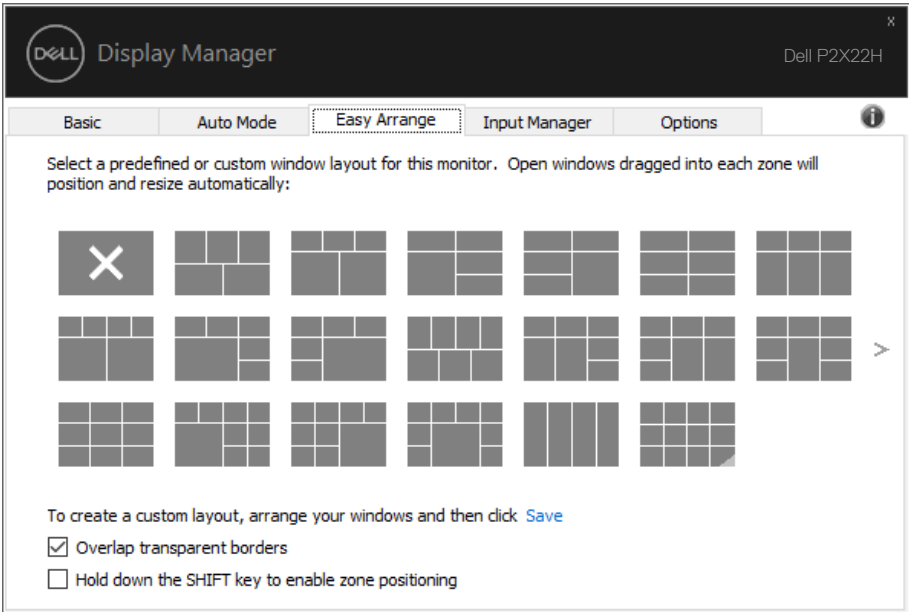 x
DELL Display Manager
Dell P2X22H
Basic Auto Mode Easy Arrange Input Manager Options
Select a predefined or custom window layout for this monitor. Open windows dragged into each zone will
position and resize automatically:
>
To create a custom layout, arrange your windows and then click Save
Overlap transparent borders
Hold down the SHIFT key to enable zone positioning